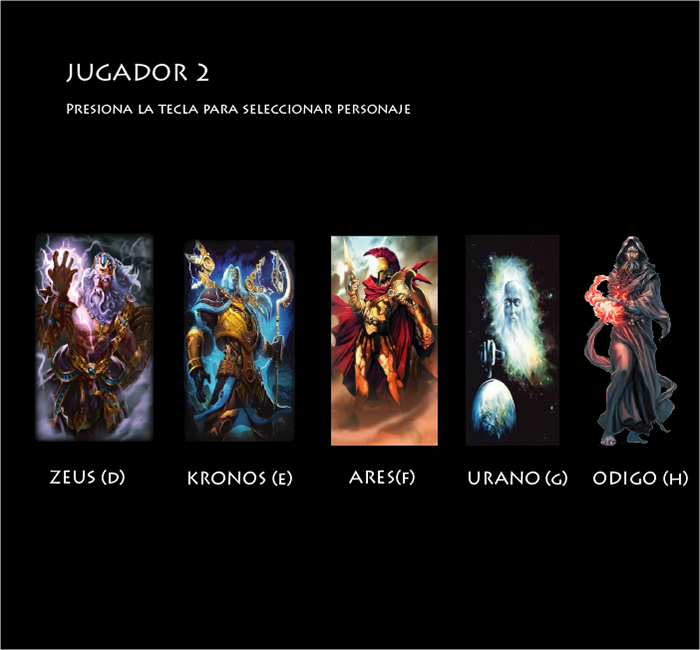 JUGADOR 2
PRESIONA LA TECLA PARA SELECCIONAR PERSONAJE
ZEUS (D) KRONOS (E) ARES(F) URANO (G) ODIGO (H)